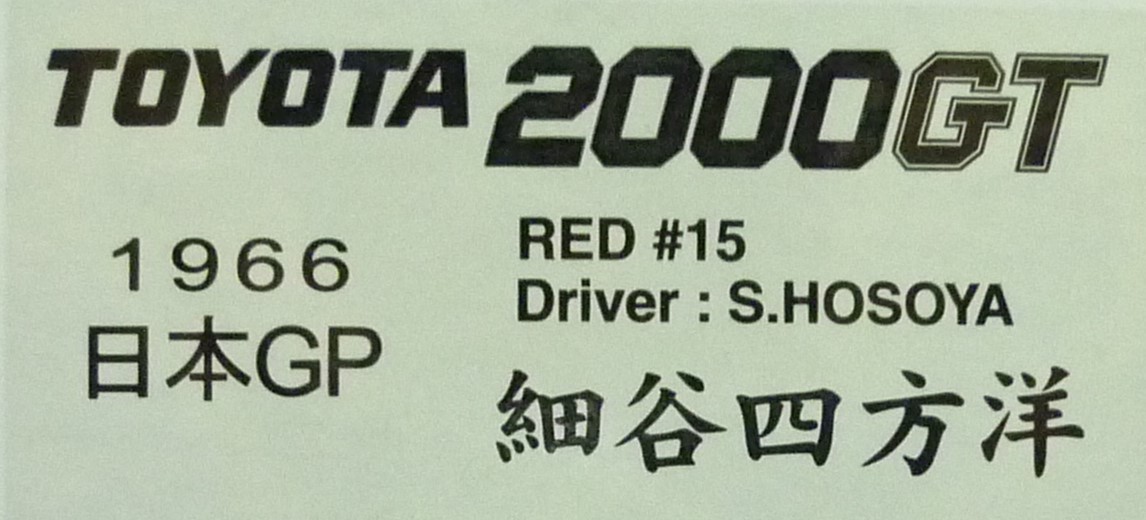 TOYOTA 2000GT
1966
日本GP
RED #15
Driver : S.HOSOYA
細谷四方洋